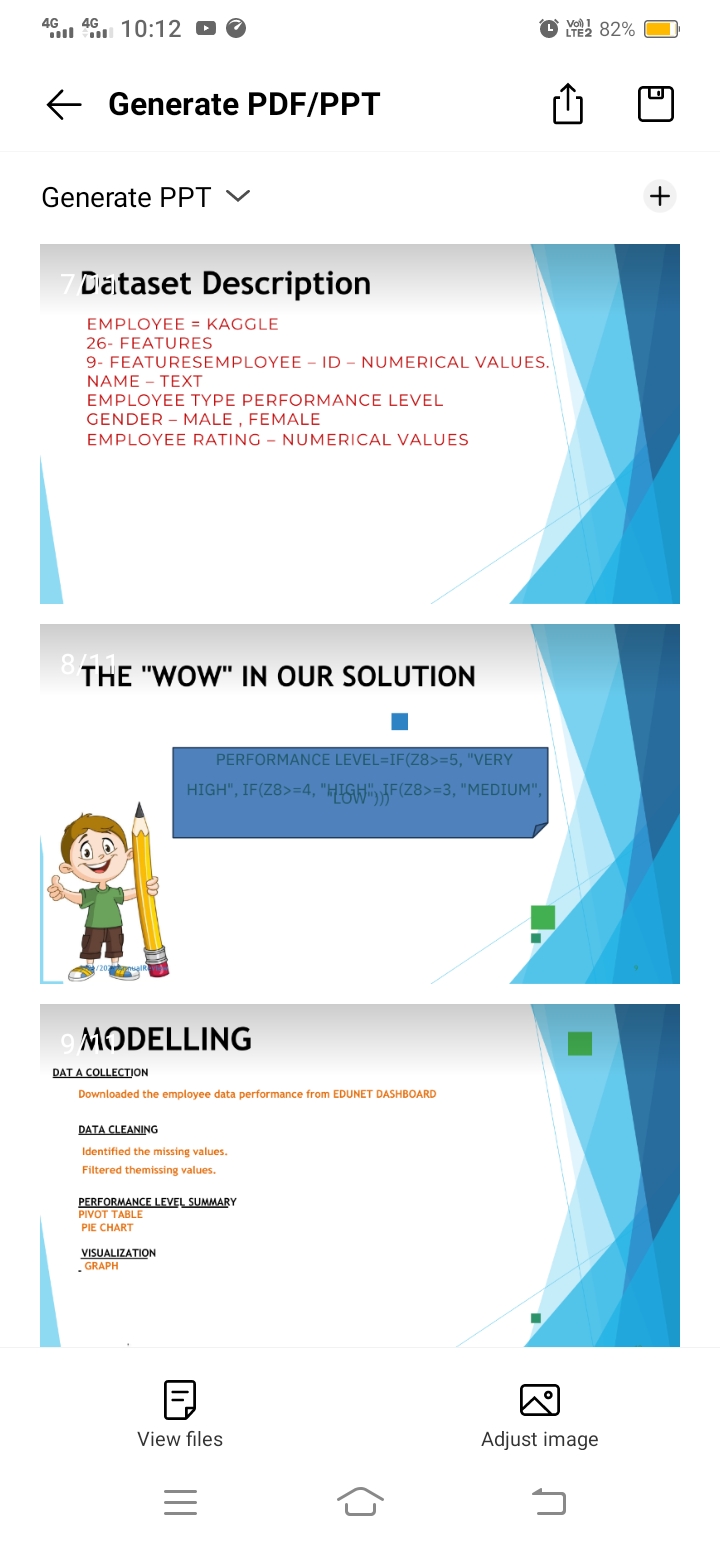 4G 4G 10:12 Vo)) 1 LTE2 82%
Generate PDF/PPT
Generate PPT
7/11
Dataset Description
EMPLOYEE = KAGGLE
26- FEATURES
9- FEATURESEMPLOYEE – ID – NUMERICAL VALUES.
NAME – TEXT
EMPLOYEE TYPE PERFORMANCE LEVEL
GENDER – MALE , FEMALE
EMPLOYEE RATING – NUMERICAL VALUES
8/11
THE "WOW" IN OUR SOLUTION
PERFORMANCE LEVEL=IF(Z8>=5, "VERY
HIGH", IF(Z8>=4, "HIGH", IF(Z8>=3, "MEDIUM",
"LOW")))
9/11
MODELLING
DAT A COLLECTION
Downloaded the employee data performance from EDUNET DASHBOARD
DATA CLEANING
Identified the missing values.
Filtered themissing values.
PERFORMANCE LEVEL SUMMARY
PIVOT TABLE
PIE CHART
VISUALIZATION
GRAPH
View files
Adjust image